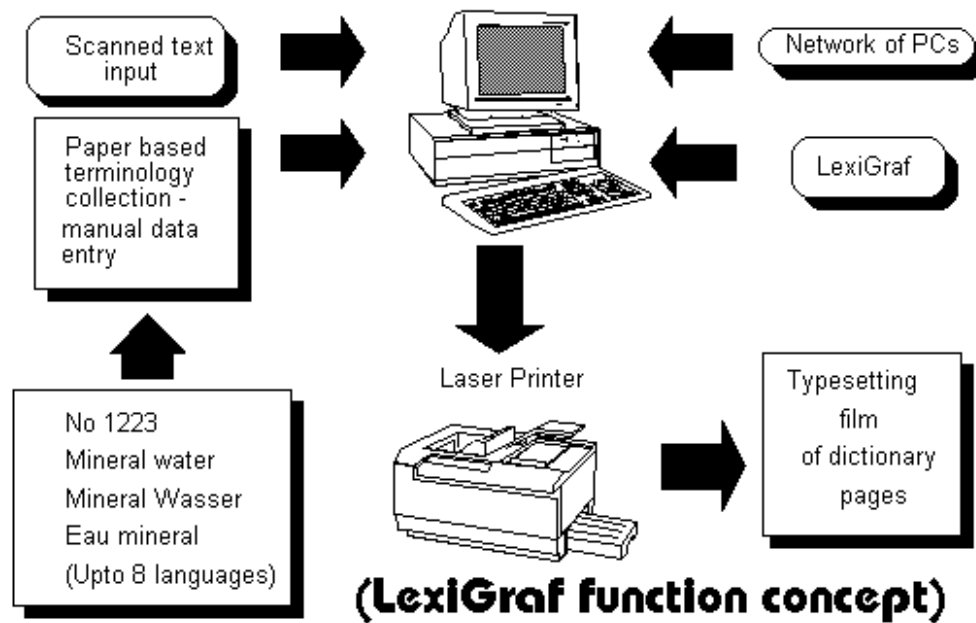 Scanned text
input
Network of PCs
Paper based
terminology
collection -
manual data
entry
LexiGraf
Laser Printer
No 1223
Mineral water
Mineral Wasser
Eau mineral
(Upto 8 languages)
Typesetting
film
of dictionary
pages
(LexiGraf function concept)